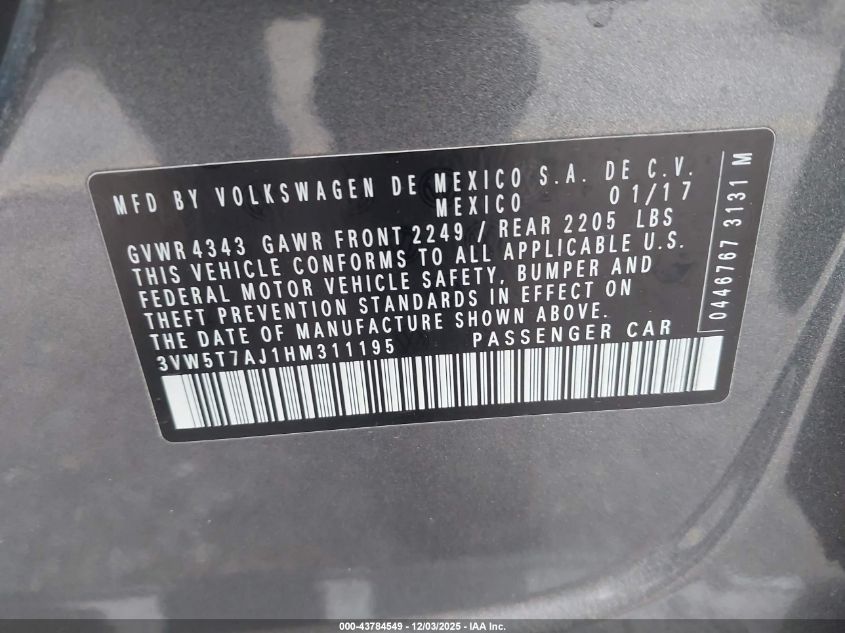 MFD BY VOLKSWAGEN DE MEXICO S.A. DE C.V.
MEXICO 01/17
GVWR 4343 GAWR FRONT 2249 / REAR 2205 LBS
THIS VEHICLE CONFORMS TO ALL APPLICABLE U.S.
FEDERAL MOTOR VEHICLE SAFETY, BUMPER AND
THEFT PREVENTION STANDARDS IN EFFECT ON
THE DATE OF MANUFACTURE SHOWN ABOVE.
3VW5T7AJ1HM311195 PASSENGER CAR
0446767 3131 M
000-43784549 - 12/03/2025 - IAA Inc.